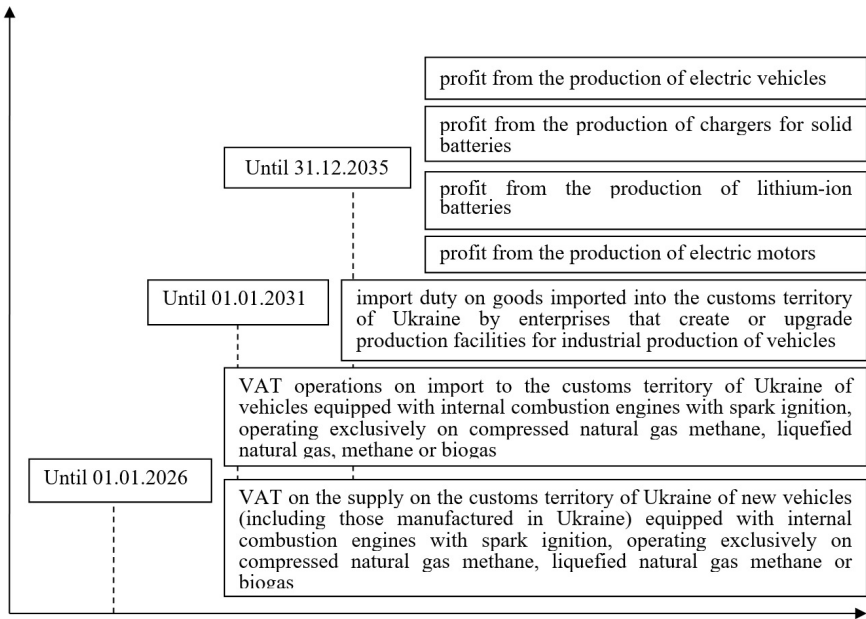 profit from the production of electric vehicles
profit from the production of chargers for solid
batteries
Until 31.12.2035
profit from the production of lithium-ion
batteries
profit from the production of electric motors
Until 01.01.2031
import duty on goods imported into the customs territory
of Ukraine by enterprises that create or upgrade
production facilities for industrial production of vehicles
VAT operations on import to the customs territory of Ukraine of
vehicles equipped with internal combustion engines with spark ignition,
operating exclusively on compressed natural gas methane, liquefied
natural gas, methane or biogas
Until 01.01.2026
VAT on the supply on the customs territory of Ukraine of new vehicles
(including those manufactured in Ukraine) equipped with internal
combustion engines with spark ignition, operating exclusively on
compressed natural gas methane, liquefied natural gas methane or
biogas